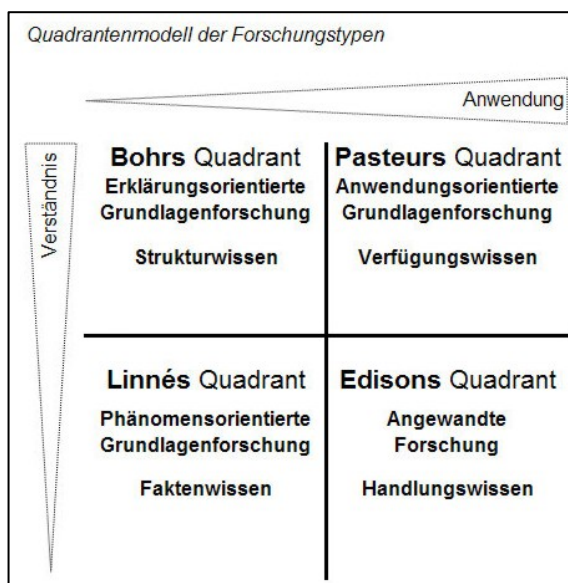 Quadrantenmodell der Forschungstypen
Anwendung
Verständnis
Bohrs Quadrant
Erklärungsorientierte
Grundlagenforschung
Strukturwissen
Pasteurs Quadrant
Anwendungsorientierte
Grundlagenforschung
Verfügungswissen
Linnés Quadrant
Phänomensorientierte
Grundlagenforschung
Faktenwissen
Edisons Quadrant
Angewandte
Forschung
Handlungswissen